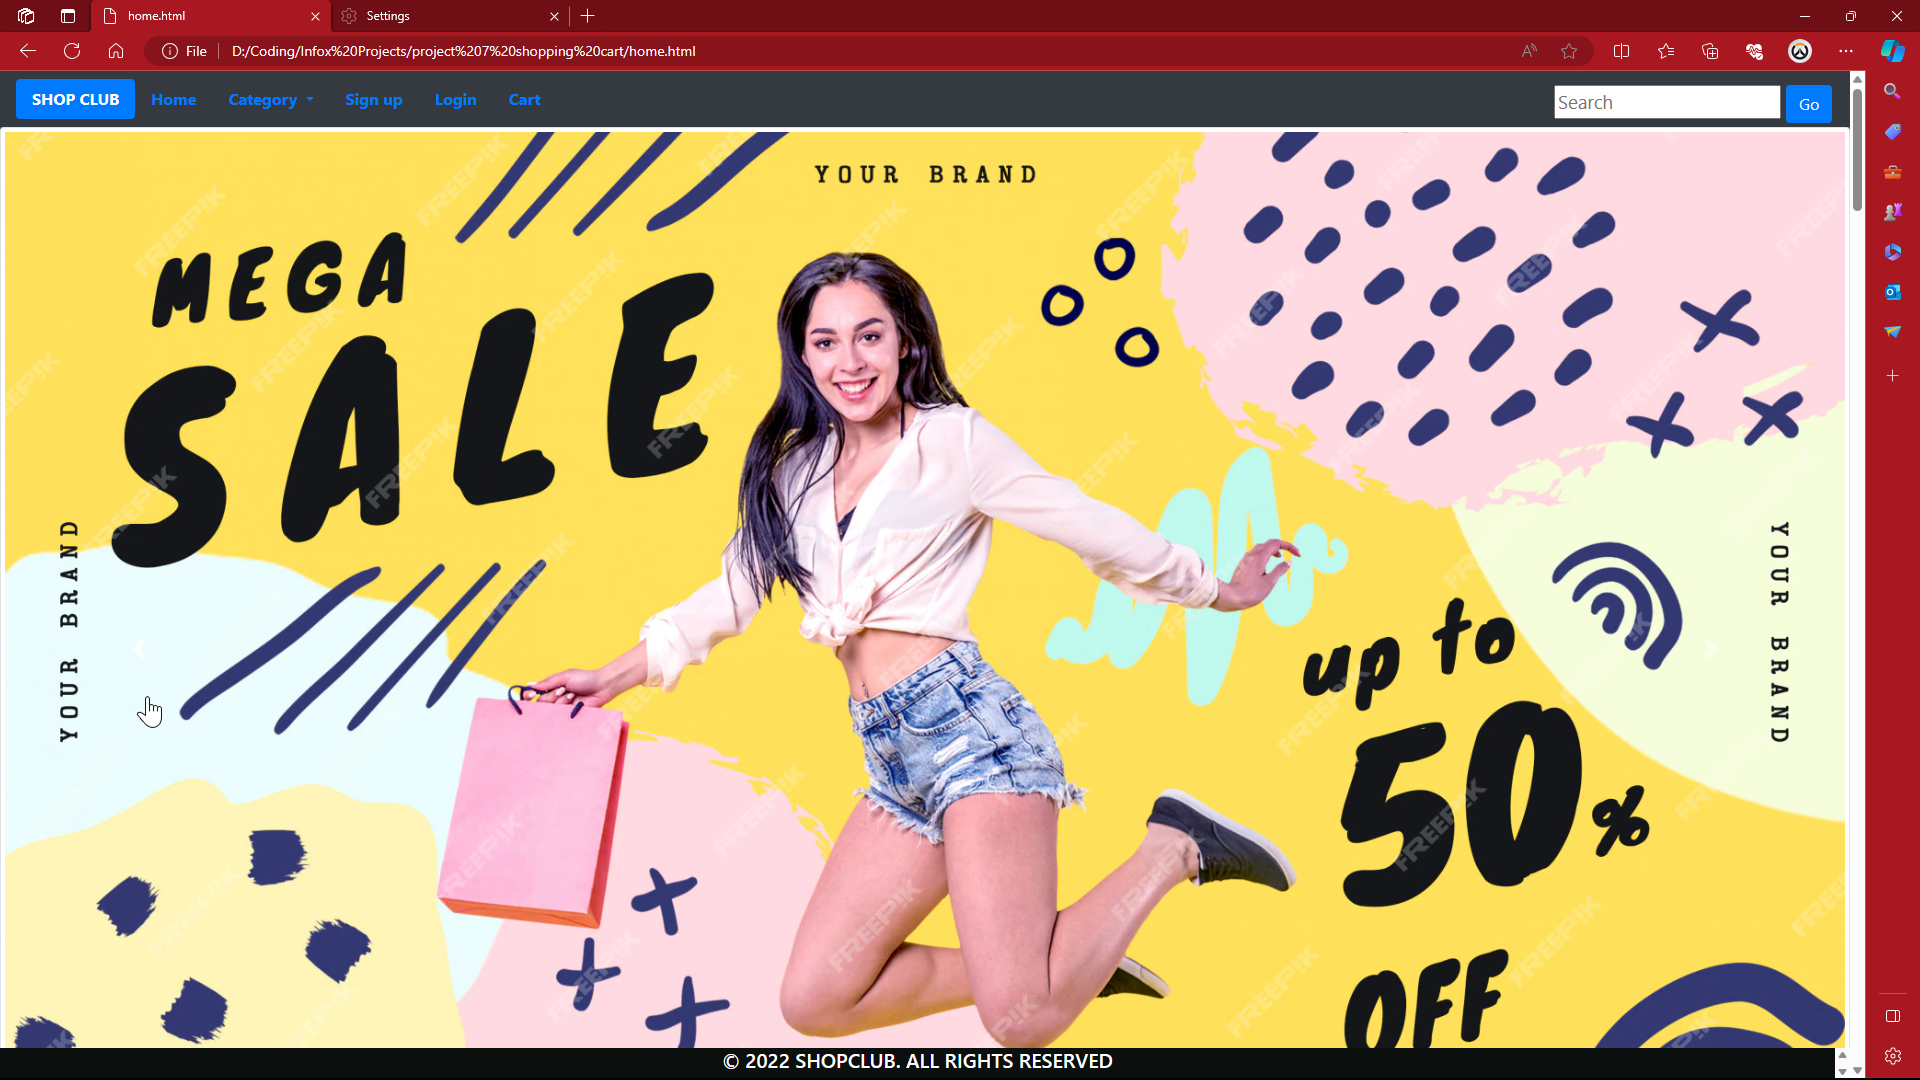 home.html
Settings
File
D:/Coding/Infox%20Projects/project%207%20shopping%20cart/home.html
SHOP CLUB
Home
Category
Sign up
Login
Cart
Search
Go
YOUR BRAND
MEGA
SALE
YOUR BRAND
YOUR BRAND
up to
50%
OFF
FREEPIK
© 2022 SHOPCLUB. ALL RIGHTS RESERVED